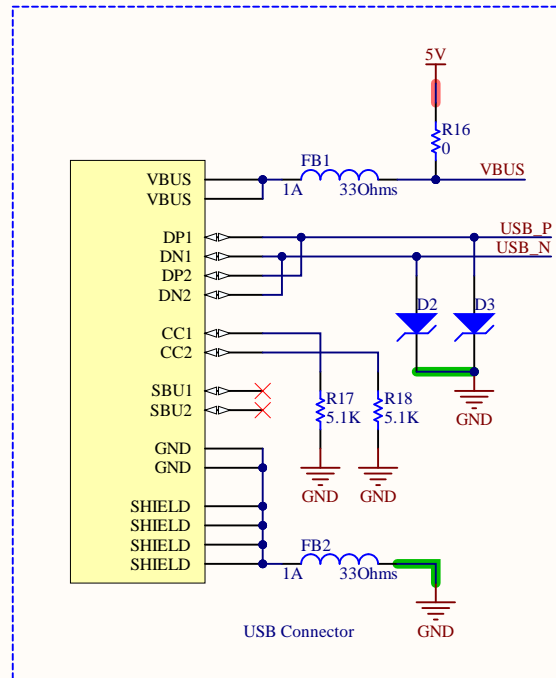 5V
R16
0
FB1
VBUS
VBUS
1A
33Ohms
VBUS
DP1
USB_P
DN1
USB_N
DP2
DN2
D2
D3
CC1
CC2
SBU1
R17
R18
SBU2
5.1K
5.1K
GND
GND
GND
GND
GND
SHIELD
SHIELD
SHIELD
FB2
SHIELD
1A
33Ohms
USB Connector
GND